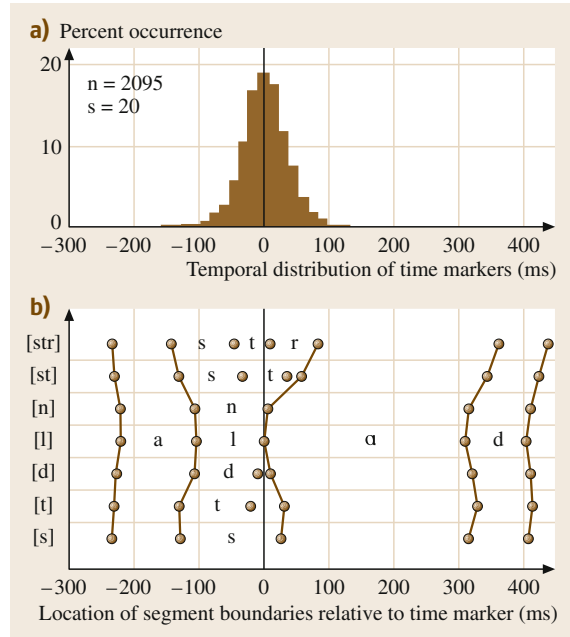 a) Percent occurrence
20
n = 2095
s = 20
10
0
−300 −200 −100 0 100 200 300 400
Temporal distribution of time markers (ms)
b)
[str] s t r
[st] s t
[n] n
[l] a l ɑ d
[d] d
[t] t
[s] s
−300 −200 −100 0 100 200 300 400
Location of segment boundaries relative to time marker (ms)